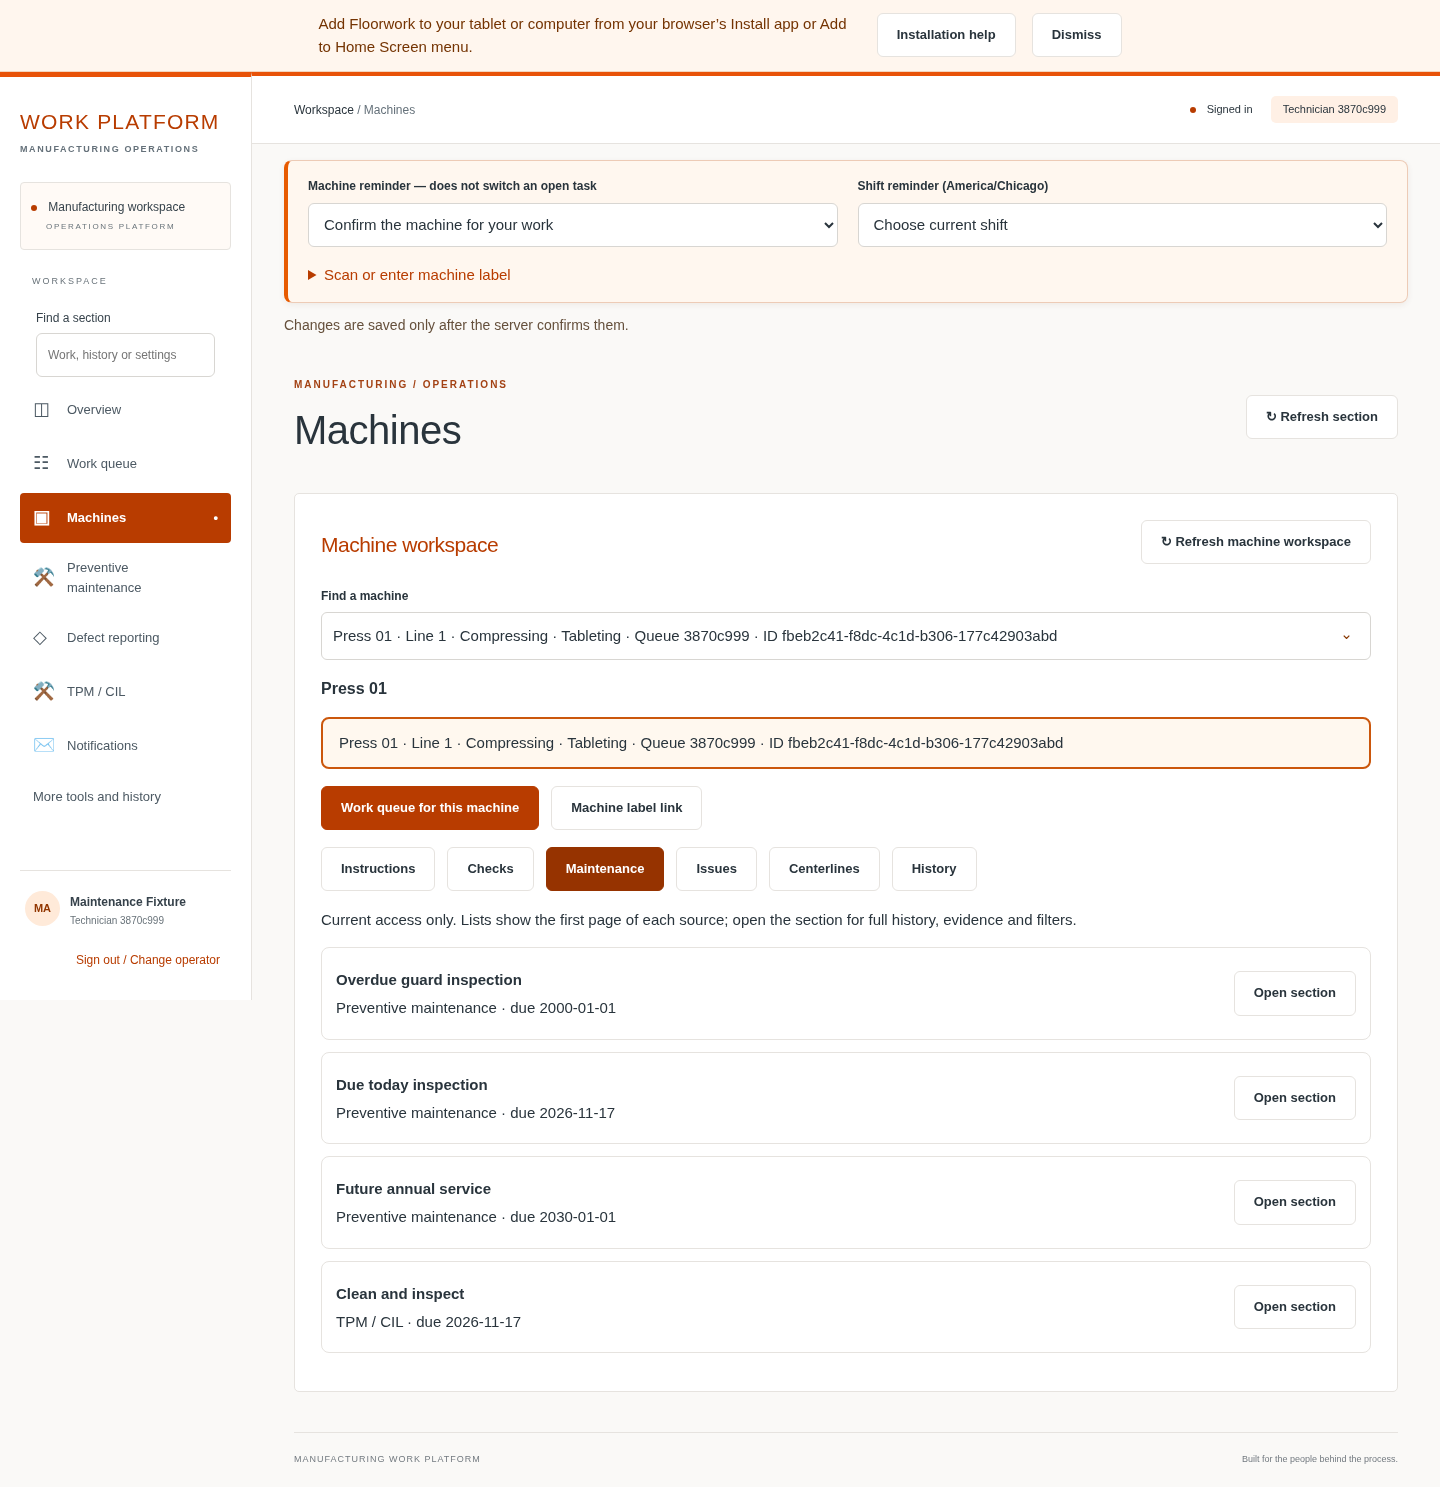 Add Floorwork to your tablet or computer from your browser’s Install app or Add
to Home Screen menu.
Installation help
Dismiss
WORK PLATFORM
MANUFACTURING OPERATIONS
Manufacturing workspace
OPERATIONS PLATFORM
WORKSPACE
Find a section
Work, history or settings
Overview
Work queue
Machines
Preventive
maintenance
Defect reporting
TPM / CIL
Notifications
More tools and history
MA
Maintenance Fixture
Technician 3870c999
Sign out / Change operator
Workspace / Machines
Signed in
Technician 3870c999
Machine reminder — does not switch an open task
Confirm the machine for your work
Shift reminder (America/Chicago)
Choose current shift
Scan or enter machine label
Changes are saved only after the server confirms them.
MANUFACTURING / OPERATIONS
Machines
↻ Refresh section
Machine workspace
↻ Refresh machine workspace
Find a machine
Press 01 · Line 1 · Compressing · Tableting · Queue 3870c999 · ID fbeb2c41-f8dc-4c1d-b306-177c42903abd
Press 01
Press 01 · Line 1 · Compressing · Tableting · Queue 3870c999 · ID fbeb2c41-f8dc-4c1d-b306-177c42903abd
Work queue for this machine
Machine label link
Instructions
Checks
Maintenance
Issues
Centerlines
History
Current access only. Lists show the first page of each source; open the section for full history, evidence and filters.
Overdue guard inspection
Preventive maintenance · due 2000-01-01
Open section
Due today inspection
Preventive maintenance · due 2026-11-17
Open section
Future annual service
Preventive maintenance · due 2030-01-01
Open section
Clean and inspect
TPM / CIL · due 2026-11-17
Open section
MANUFACTURING WORK PLATFORM
Built for the people behind the process.